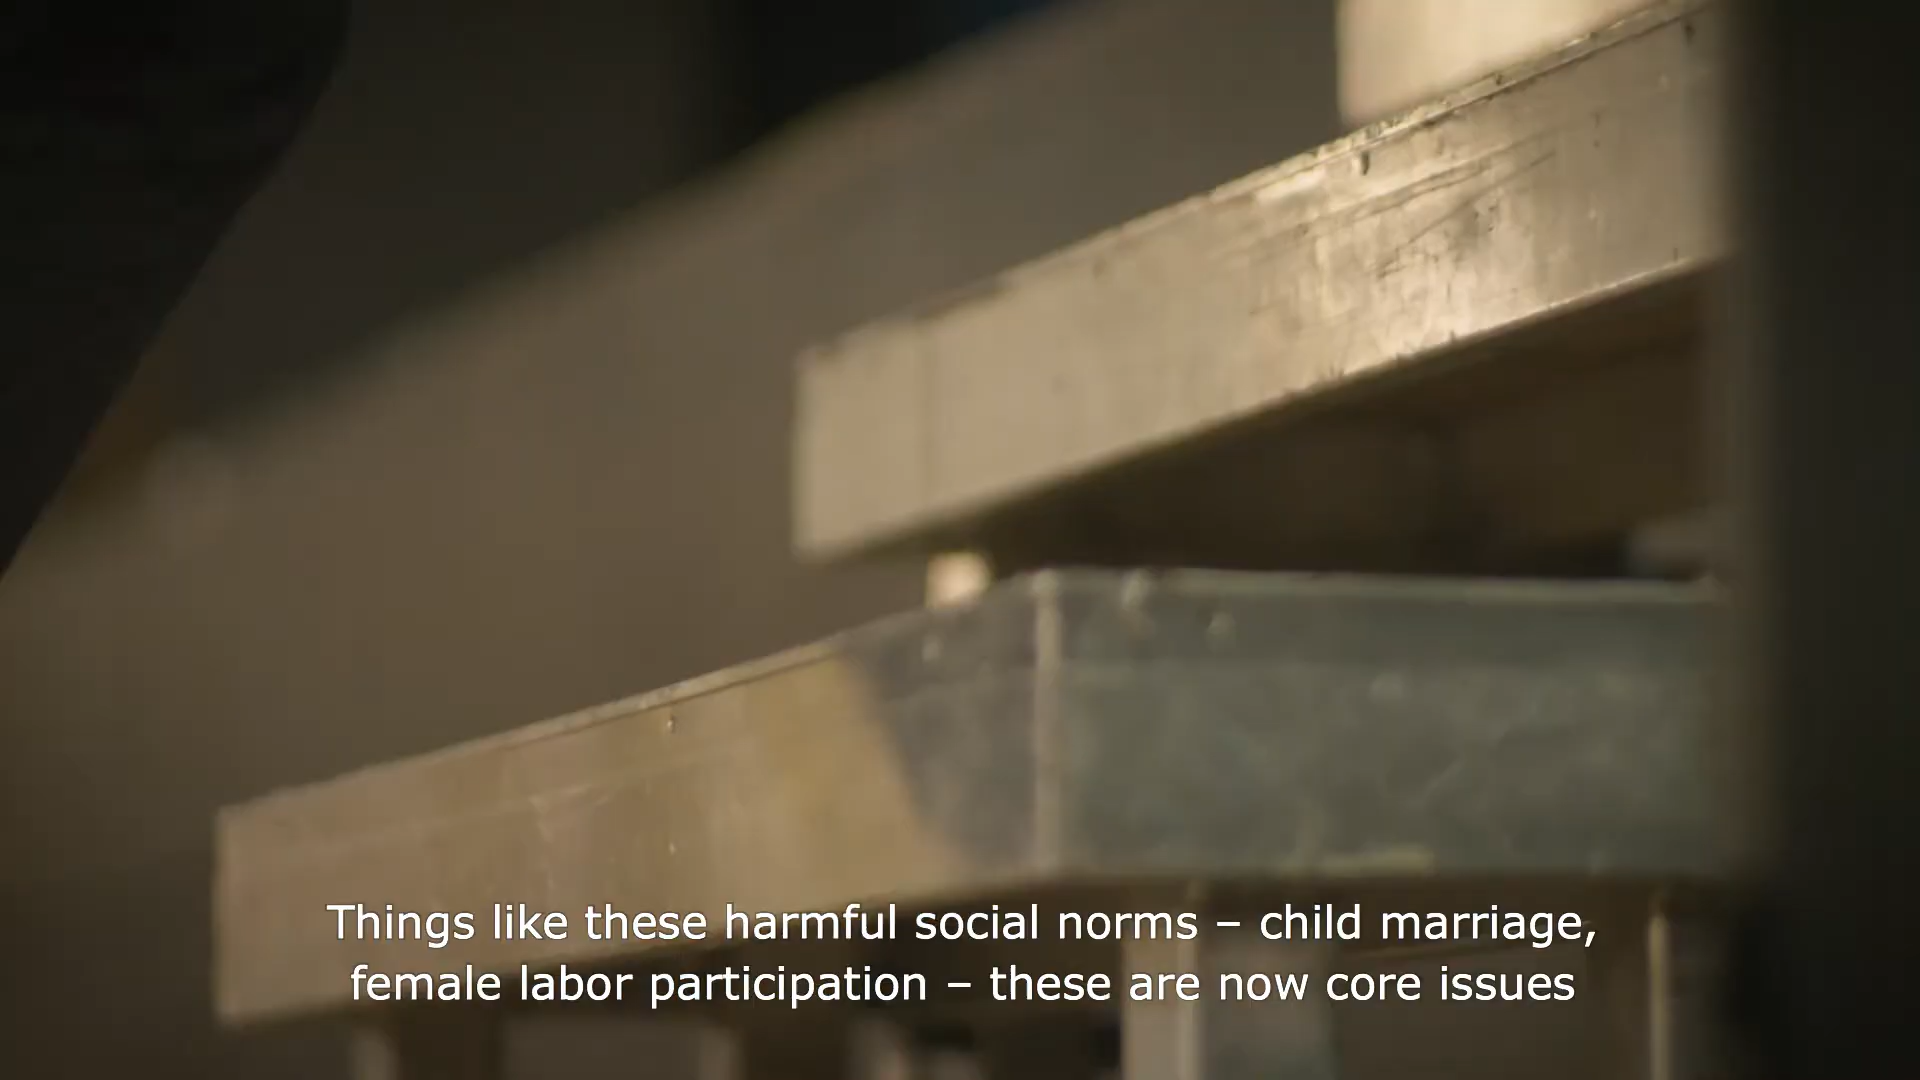 Things like these harmful social norms – child marriage,
female labor participation – these are now core issues